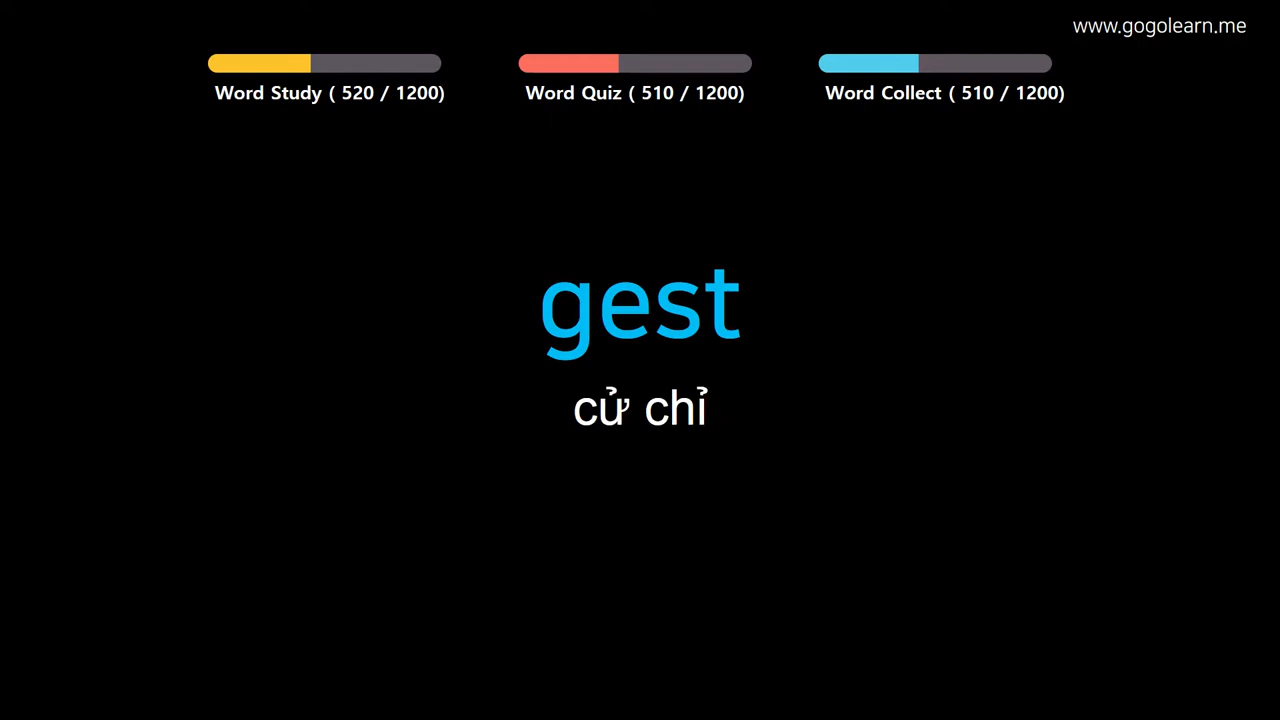 www.gogolearn.me
Word Study ( 520 / 1200)
Word Quiz ( 510 / 1200)
Word Collect ( 510 / 1200)
gest
cử chỉ